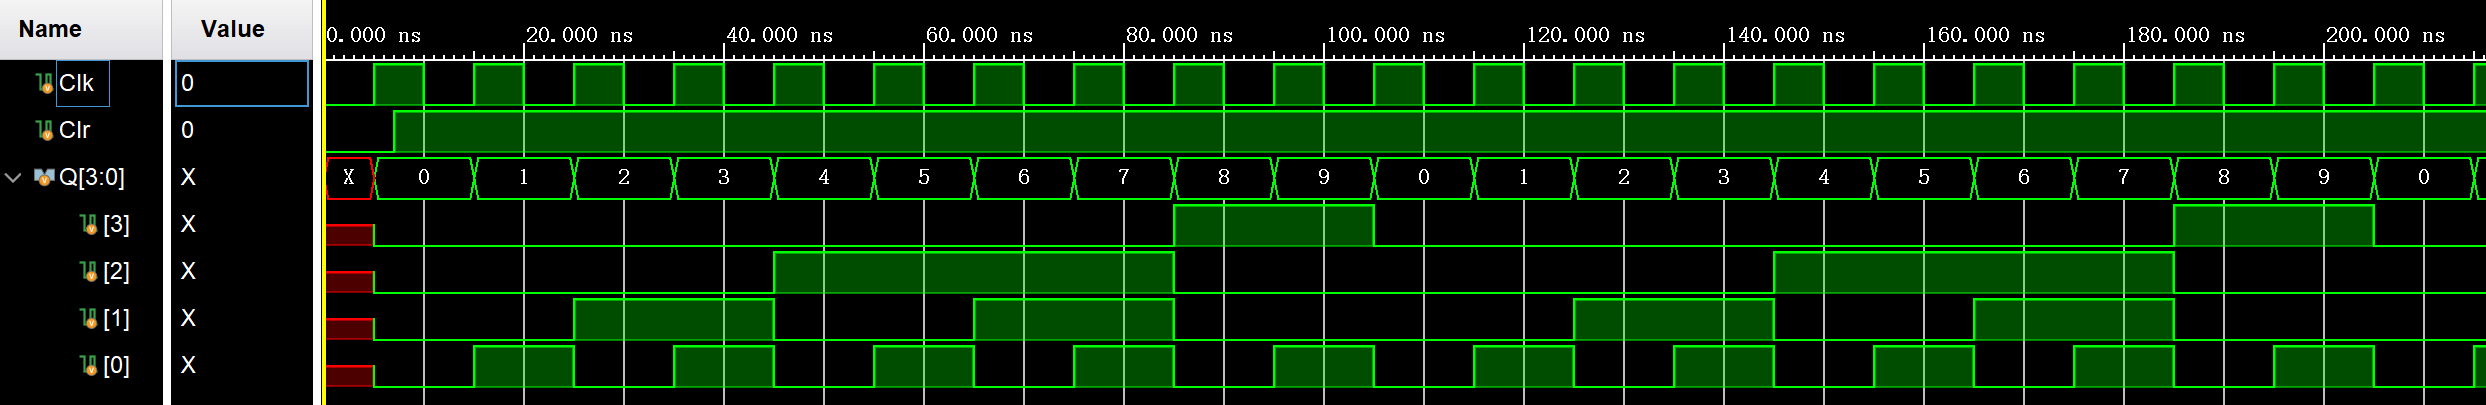 Name Value
0.000 ns 20.000 ns 40.000 ns 60.000 ns 80.000 ns 100.000 ns 120.000 ns 140.000 ns 160.000 ns 180.000 ns 200.000 ns
Clk 0
Clr 0
Q[3:0] X X 0 1 2 3 4 5 6 7 8 9 0 1 2 3 4 5 6 7 8 9 0
[3] X
[2] X
[1] X
[0] X